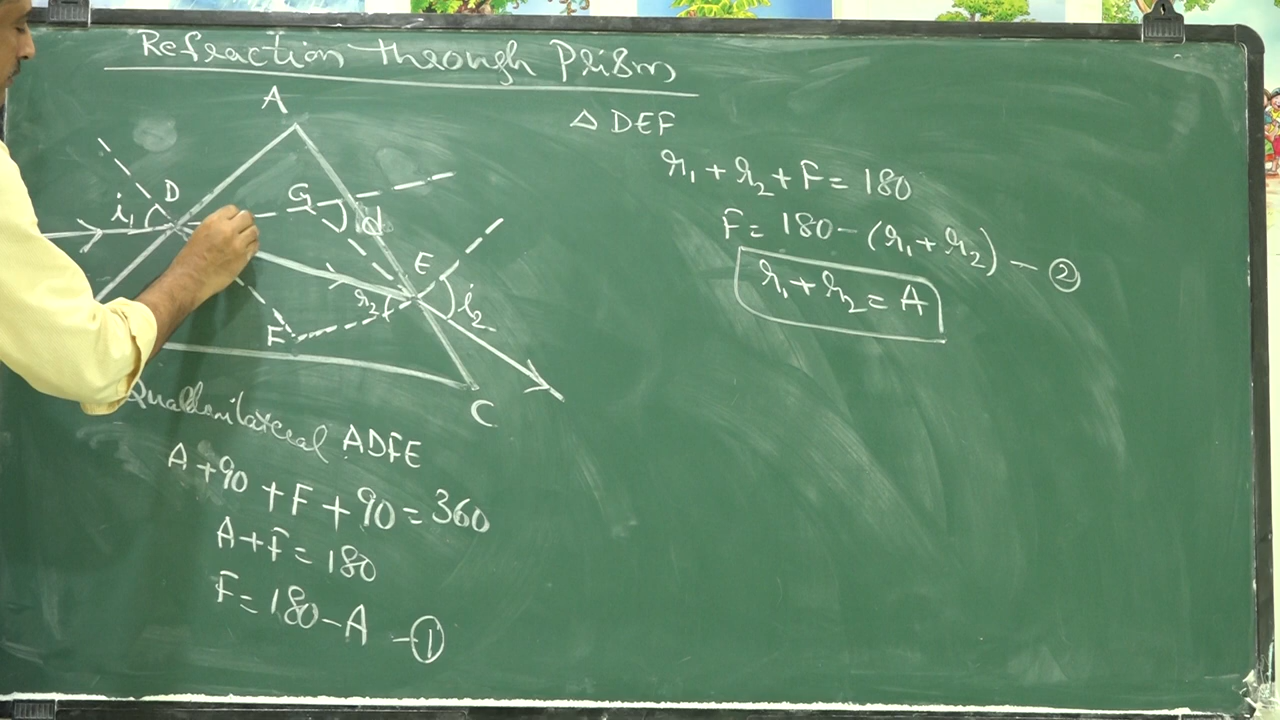 Refraction through Prism
A
△ DEF
D
i1
G
d
E
r2
i2
F
C
r1 + r2 + F = 180
F = 180 - (r1 + r2) - ②
r1 + r2 = A
Quadrilateral ADFE
A + 90 + F + 90 = 360
A + F = 180
F = 180 - A - ①